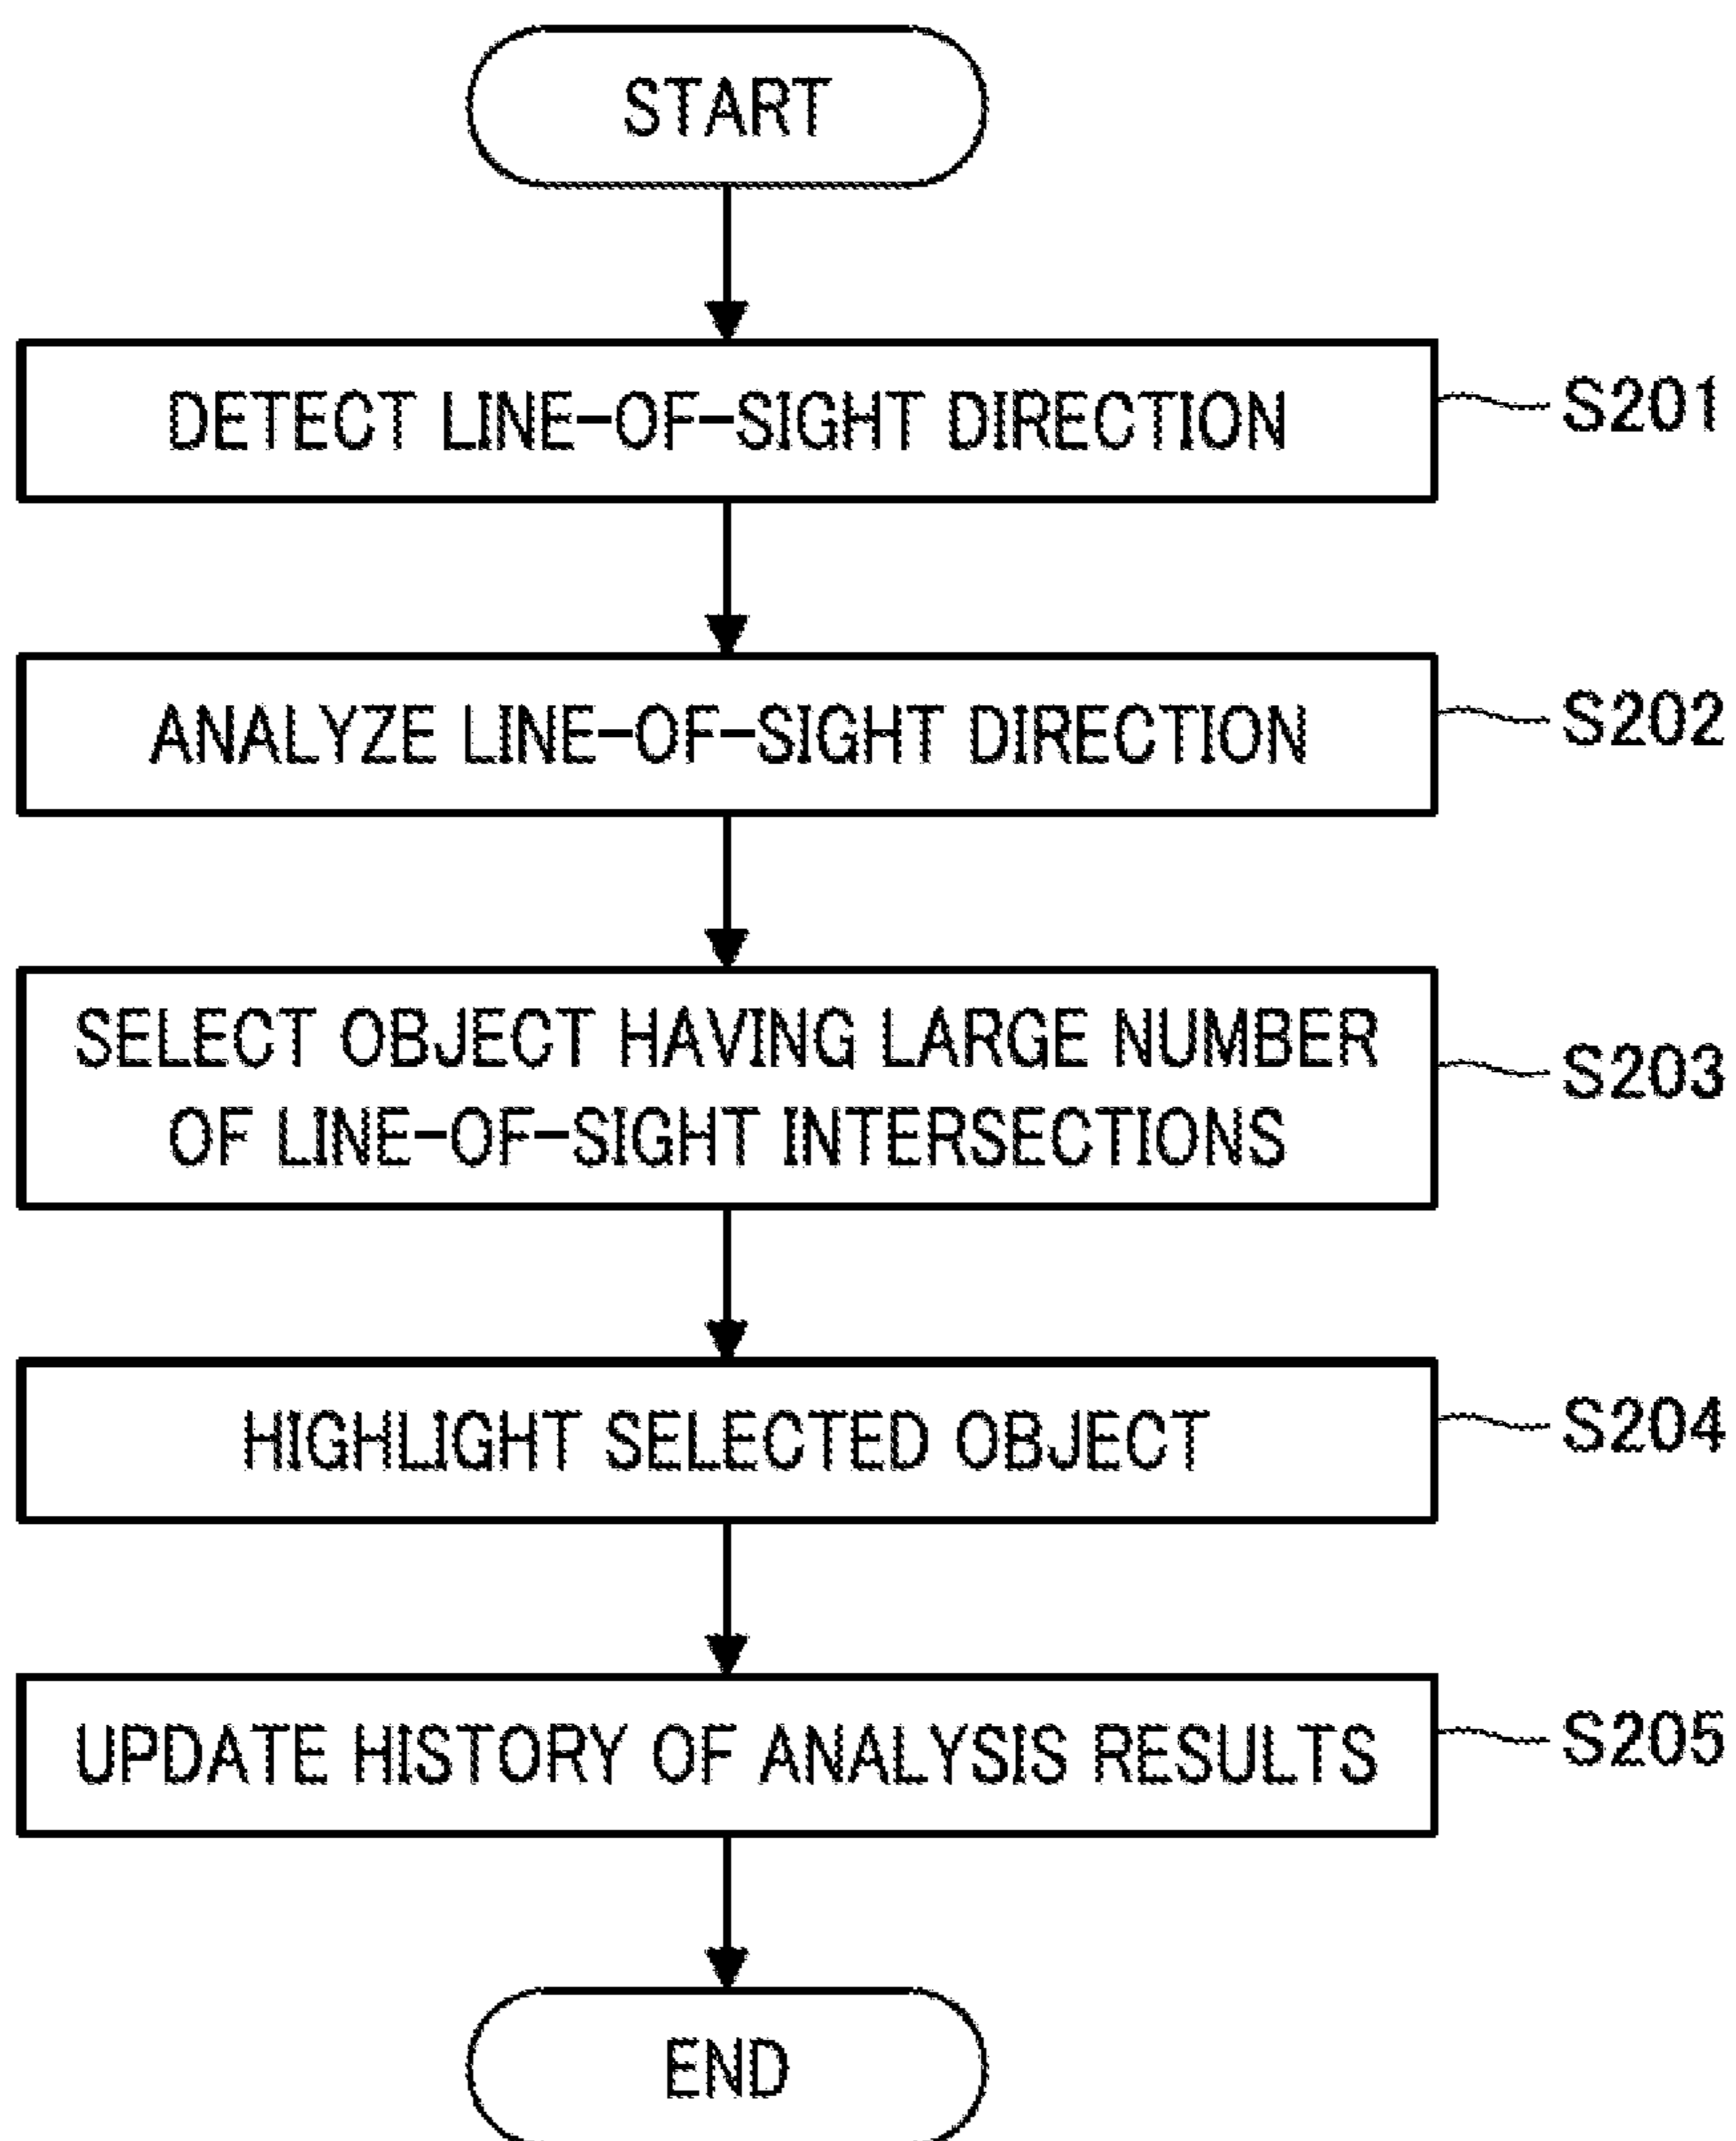 START
DETECT LINE-OF-SIGHT DIRECTION
S201
ANALYZE LINE-OF-SIGHT DIRECTION
S202
SELECT OBJECT HAVING LARGE NUMBER
OF LINE-OF-SIGHT INTERSECTIONS
S203
HIGHLIGHT SELECTED OBJECT
S204
UPDATE HISTORY OF ANALYSIS RESULTS
S205
END